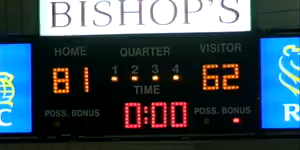 BISHOP'S
HOME QUARTER VISITOR
81 1 2 3 4 62
TIME
POSS. BONUS 0:00 POSS. BONUS
C R